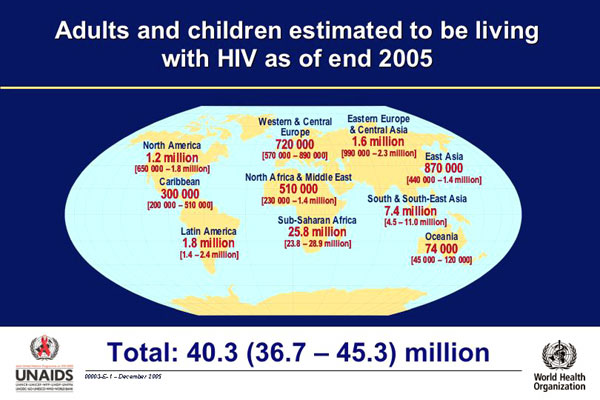 Adults and children estimated to be living
with HIV as of end 2005
Western & Central
Europe
720 000
[570 000 – 890 000]
Eastern Europe
& Central Asia
1.6 million
[990 000 – 2.3 million]
North America
1.2 million
[650 000 – 1.8 million]
East Asia
870 000
[440 000 – 1.4 million]
Caribbean
300 000
[200 000 – 510 000]
North Africa & Middle East
510 000
[230 000 – 1.4 million]
South & South-East Asia
7.4 million
[4.5 – 11.0 million]
Sub-Saharan Africa
25.8 million
[23.8 – 28.9 million]
Latin America
1.8 million
[1.4 – 2.4 million]
Oceania
74 000
[45 000 – 120 000]
Total: 40.3 (36.7 – 45.3) million
UNAIDS
00003-E-1 – December 2005
World Health
Organization